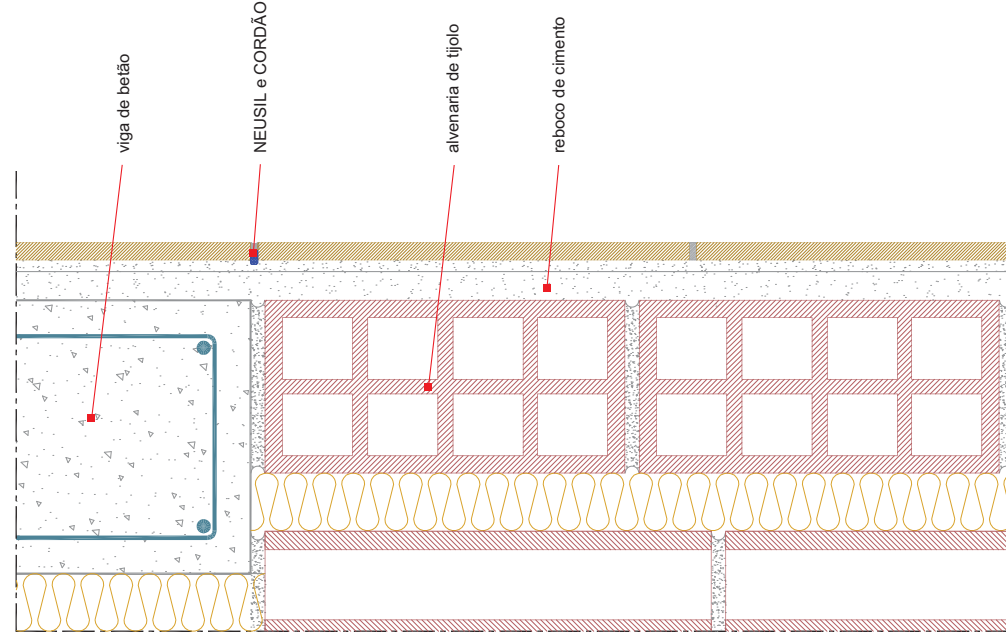 viga de betão
NEUSIL e CORDÃO
alvenaria de tijolo
reboco de cimento